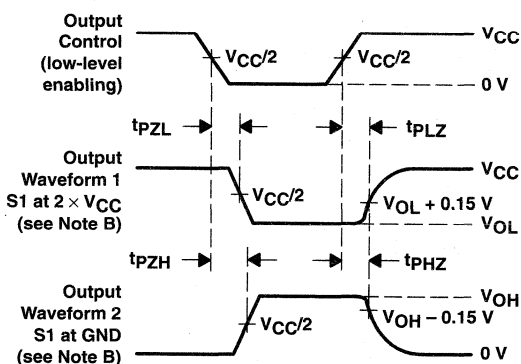 Output
Control
(low-level
enabling)
VCC/2
VCC/2
VCC
0 V
tPZL
tPLZ
Output
Waveform 1
S1 at 2 × VCC
(see Note B)
VCC/2
VCC
VOL + 0.15 V
VOL
tPZH
tPHZ
Output
Waveform 2
S1 at GND
(see Note B)
VCC/2
VOH
VOH − 0.15 V
0 V